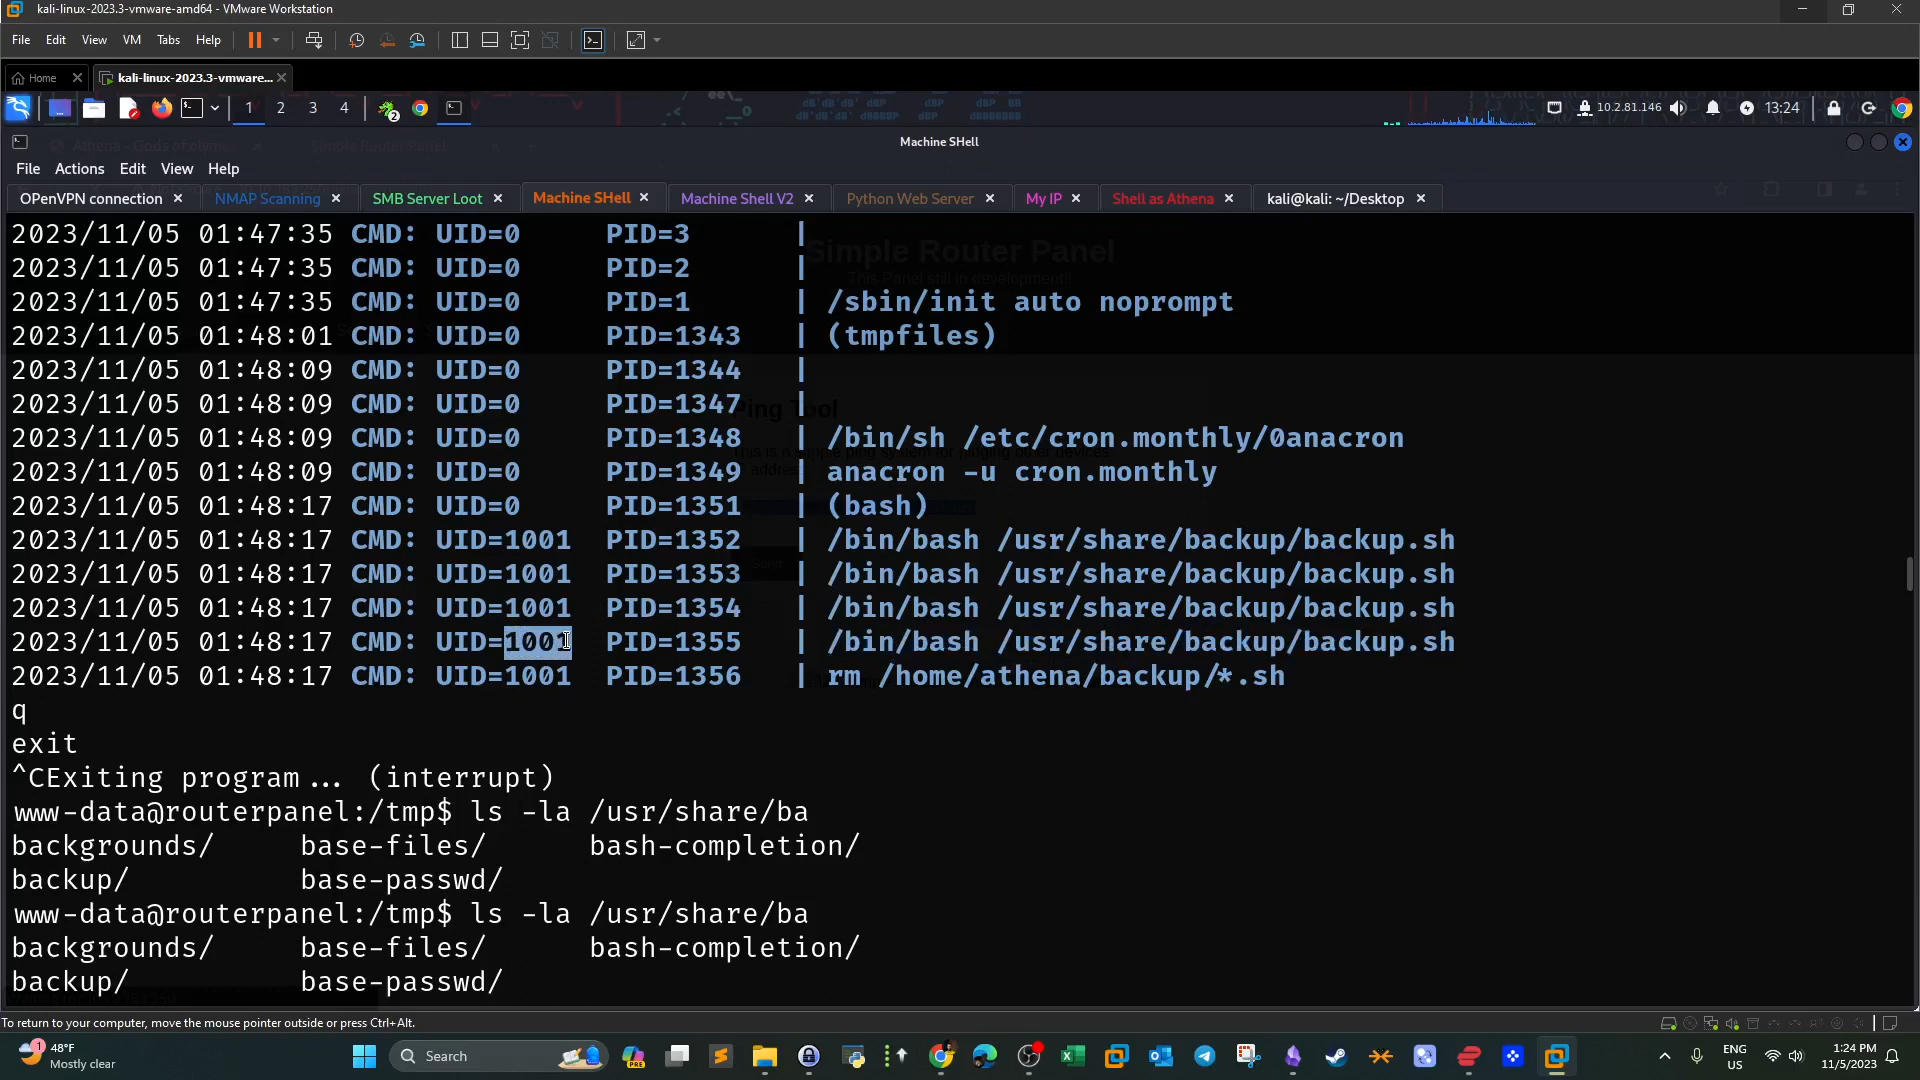 kali-linux-2023.3-vmware-amd64 - VMware Workstation
File Edit View VM Tabs Help
Home kali-linux-2023.3-vmware...
1 2 3 4 2 10.2.81.146 13:24
Machine SHell
File Actions Edit View Help
OPenVPN connection NMAP Scanning SMB Server Loot Machine SHell Machine Shell V2 Python Web Server My IP Shell as Athena kali@kali: ~/Desktop
2023/11/05 01:47:35 CMD: UID=0 PID=3 |
Simple Router Panel
2023/11/05 01:47:35 CMD: UID=0 PID=2 |
This Panel still in development!!
2023/11/05 01:47:35 CMD: UID=0 PID=1 | /sbin/init auto noprompt
2023/11/05 01:48:01 CMD: UID=0 PID=1343 | (tmpfiles)
2023/11/05 01:48:09 CMD: UID=0 PID=1344 |
2023/11/05 01:48:09 CMD: UID=0 PID=1347 |
Ping Tool
2023/11/05 01:48:09 CMD: UID=0 PID=1348 | /bin/sh /etc/cron.monthly/0anacron
2023/11/05 01:48:09 CMD: UID=0 PID=1349 | anacron -u cron.monthly
2023/11/05 01:48:17 CMD: UID=0 PID=1351 | (bash)
2023/11/05 01:48:17 CMD: UID=1001 PID=1352 | /bin/bash /usr/share/backup/backup.sh
2023/11/05 01:48:17 CMD: UID=1001 PID=1353 | /bin/bash /usr/share/backup/backup.sh
2023/11/05 01:48:17 CMD: UID=1001 PID=1354 | /bin/bash /usr/share/backup/backup.sh
2023/11/05 01:48:17 CMD: UID=1001 PID=1355 | /bin/bash /usr/share/backup/backup.sh
2023/11/05 01:48:17 CMD: UID=1001 PID=1356 | rm /home/athena/backup/*.sh
q
exit
^CExiting program... (interrupt)
www-data@routerpanel:/tmp$ ls -la /usr/share/ba
backgrounds/ base-files/ bash-completion/
backup/ base-passwd/
www-data@routerpanel:/tmp$ ls -la /usr/share/ba
backgrounds/ base-files/ bash-completion/
backup/ base-passwd/
To return to your computer, move the mouse pointer outside or press Ctrl+Alt.
1 48°F
Mostly clear
Search
PRE
ENG
US
1:24 PM
11/5/2023